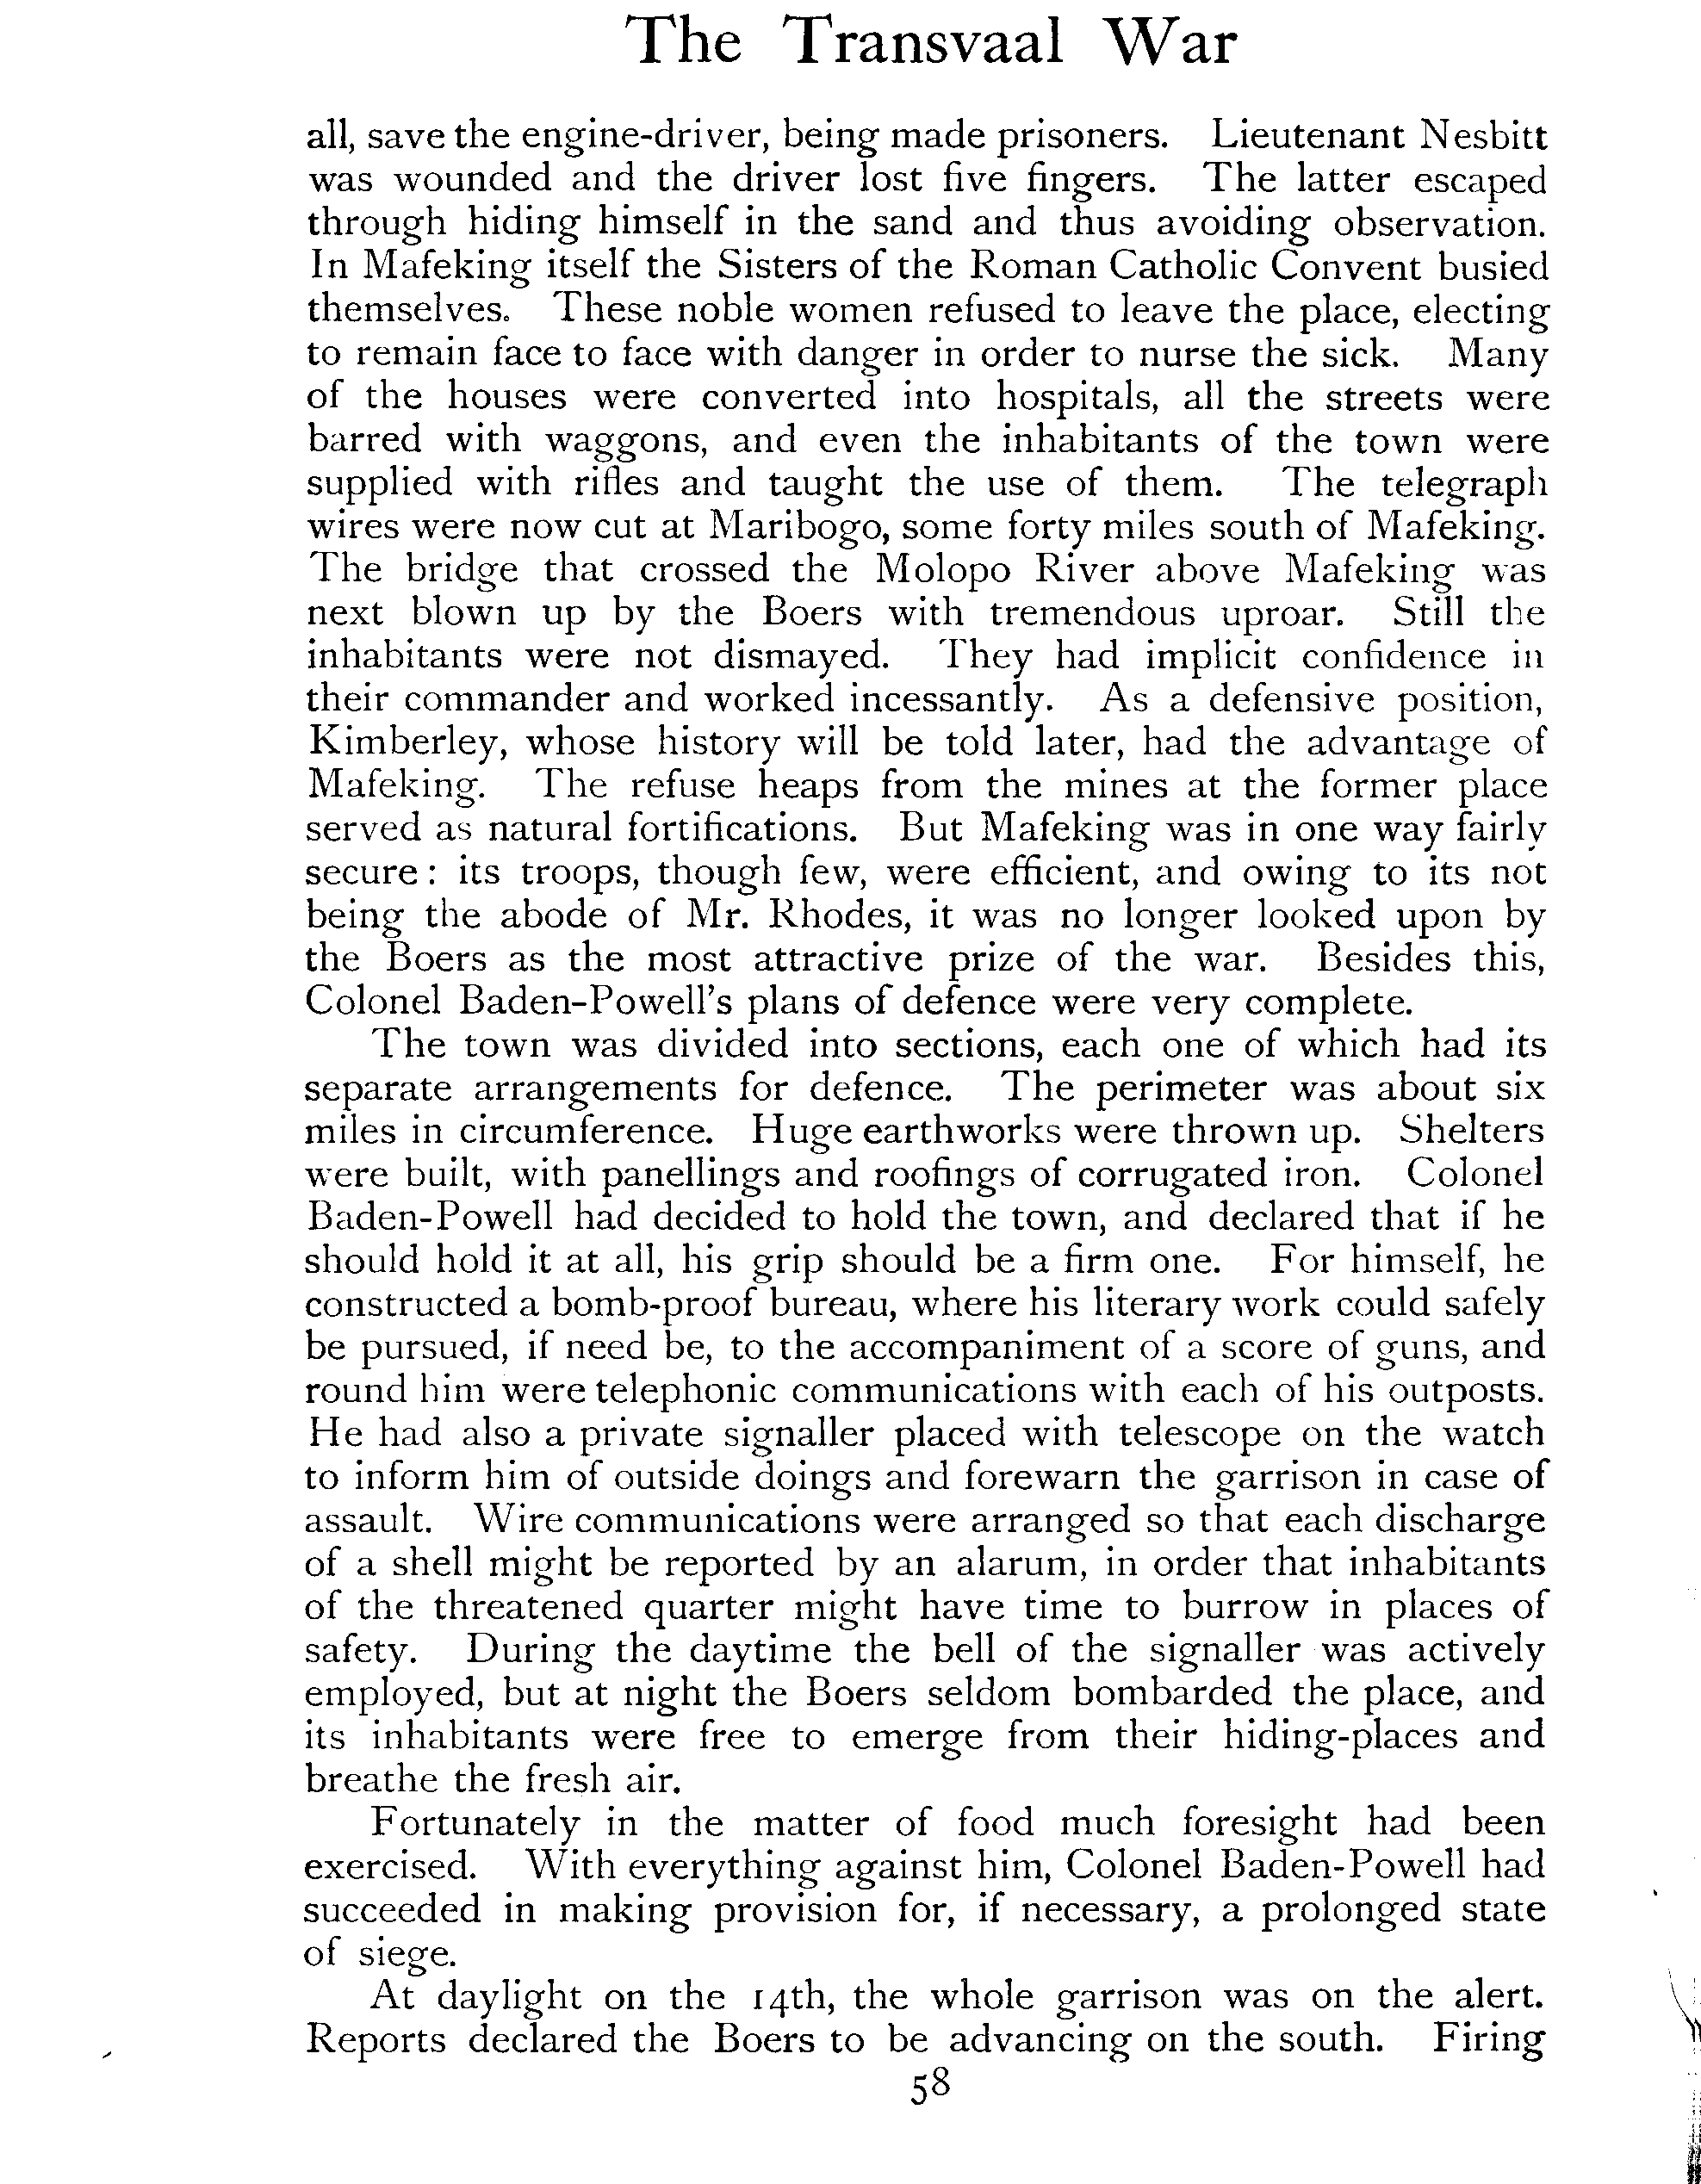 The Transvaal War
all, save the engine-driver, being made prisoners. Lieutenant Nesbitt
was wounded and the driver lost five fingers. The latter escaped
through hiding himself in the sand and thus avoiding observation.
In Mafeking itself the Sisters of the Roman Catholic Convent busied
themselves. These noble women refused to leave the place, electing
to remain face to face with danger in order to nurse the sick. Many
of the houses were converted into hospitals, all the streets were
barred with waggons, and even the inhabitants of the town were
supplied with rifles and taught the use of them. The telegraph
wires were now cut at Maribogo, some forty miles south of Mafeking.
The bridge that crossed the Molopo River above Mafeking was
next blown up by the Boers with tremendous uproar. Still the
inhabitants were not dismayed. They had implicit confidence in
their commander and worked incessantly. As a defensive position,
Kimberley, whose history will be told later, had the advantage of
Mafeking. The refuse heaps from the mines at the former place
served as natural fortifications. But Mafeking was in one way fairly
secure: its troops, though few, were efficient, and owing to its not
being the abode of Mr. Rhodes, it was no longer looked upon by
the Boers as the most attractive prize of the war. Besides this,
Colonel Baden-Powell's plans of defence were very complete.
The town was divided into sections, each one of which had its
separate arrangements for defence. The perimeter was about six
miles in circumference. Huge earthworks were thrown up. Shelters
were built, with panellings and roofings of corrugated iron. Colonel
Baden-Powell had decided to hold the town, and declared that if he
should hold it at all, his grip should be a firm one. For himself, he
constructed a bomb-proof bureau, where his literary work could safely
be pursued, if need be, to the accompaniment of a score of guns, and
round him were telephonic communications with each of his outposts.
He had also a private signaller placed with telescope on the watch
to inform him of outside doings and forewarn the garrison in case of
assault. Wire communications were arranged so that each discharge
of a shell might be reported by an alarum, in order that inhabitants
of the threatened quarter might have time to burrow in places of
safety. During the daytime the bell of the signaller was actively
employed, but at night the Boers seldom bombarded the place, and
its inhabitants were free to emerge from their hiding-places and
breathe the fresh air.
Fortunately in the matter of food much foresight had been
exercised. With everything against him, Colonel Baden-Powell had
succeeded in making provision for, if necessary, a prolonged state
of siege.
At daylight on the 14th, the whole garrison was on the alert.
Reports declared the Boers to be advancing on the south. Firing
58